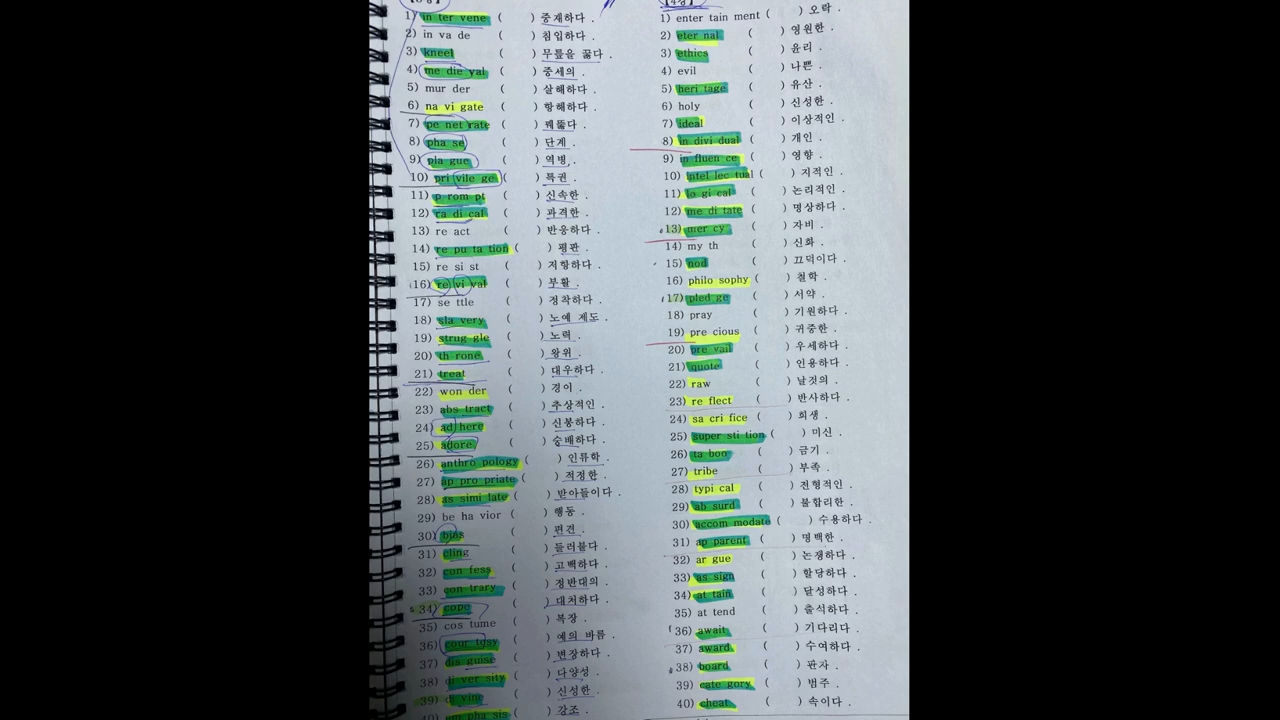 1) in ter vene ( ) 중재하다 .
2) in va de ( ) 침입하다 .
3) kneel ( ) 무릎을 꿇다 .
4) me die val ( ) 중세의 .
5) mur der ( ) 살해하다 .
6) na vi gate ( ) 항해하다 .
7) pe net rate ( ) 꿰뚫다 .
8) pha se ( ) 단계 .
9) pla gue ( ) 역병 .
10) pri vile ge ( ) 특권 .
11) p rom pt ( ) 신속한 .
12) ra di cal ( ) 파격한 .
13) re act ( ) 반응하다 .
14) re pu ta tion ( ) 평판 .
15) re si st ( ) 저항하다 .
16) re vi val ( ) 부활 .
17) se ttle ( ) 정착하다 .
18) sla very ( ) 노예 제도 .
19) strug gle ( ) 노력 .
20) th rone ( ) 왕위 .
21) treat ( ) 대우하다 .
22) won der ( ) 경이 .
23) abs tract ( ) 추상적인 .
24) ad here ( ) 신봉하다 .
25) adore ( ) 숭배하다 .
26) anthro pology ( ) 인류학 .
27) ap pro priate ( ) 적정한 .
28) as simi late ( ) 받아들이다 .
29) be ha vior ( ) 행동 .
30) bias ( ) 편견 .
31) cling ( ) 들러붙다 .
32) con fess ( ) 고백하다 .
33) con trary ( ) 정반대의 .
34) cope ( ) 대처하다 .
35) cos tume ( ) 복장 .
36) cour tesy ( ) 예의 바름 .
37) dis guise ( ) 변장하다 .
38) di ver sity ( ) 다양성 .
39) di vine ( ) 신성한 .
40) em pha sis ( ) 강조 .
[4장]
1) enter tain ment ( ) 오락 .
2) eter nal ( ) 영원한 .
3) ethics ( ) 윤리 .
4) evil ( ) 나쁜 .
5) heri tage ( ) 유산 .
6) holy ( ) 신성한 .
7) ideal ( ) 이상적인 .
8) in divi dual ( ) 개인 .
9) in fluen ce ( ) 영향 .
10) intel lec tual ( ) 지적인 .
11) lo gi cal ( ) 논리적인 .
12) me di tate ( ) 명상하다 .
13) mer cy ( ) 자비 .
14) my th ( ) 신화 .
15) nod ( ) 끄덕이다 .
16) philo sophy ( ) 철학 .
17) pled ge ( ) 서약 .
18) pray ( ) 기원하다 .
19) pre cious ( ) 귀중한 .
20) pre vail ( ) 우세하다 .
21) quote ( ) 인용하다 .
22) raw ( ) 날것의 .
23) re flect ( ) 반사하다 .
24) sa cri fice ( ) 희생 .
25) super sti tion ( ) 미신 .
26) ta boo ( ) 금기 .
27) tribe ( ) 부족 .
28) typi cal ( ) 전형적인 .
29) ab surd ( ) 불합리한 .
30) accom modate ( ) 수용하다 .
31) ap parent ( ) 명백한 .
32) ar gue ( ) 논쟁하다 .
33) as sign ( ) 할당하다 .
34) at tain ( ) 달성하다 .
35) at tend ( ) 출석하다 .
36) await ( ) 기다리다 .
37) award ( ) 수여하다 .
38) board ( ) 판자 .
39) cate gory ( ) 범주 .
40) cheat ( ) 속이다 .